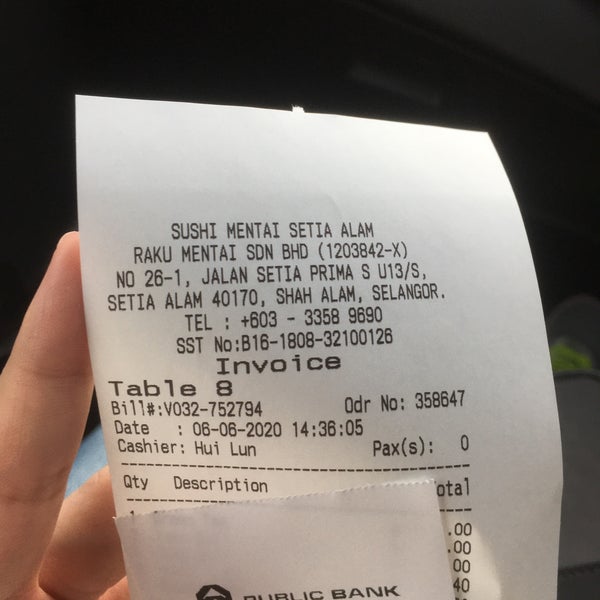 SUSHI MENTAI SETIA ALAM
RAKU MENTAI SDN BHD (1203842-X)
NO 26-1, JALAN SETIA PRIMA S U13/S,
SETIA ALAM 40170, SHAH ALAM, SELANGOR.
TEL : +603 - 3358 9690
SST No:B16-1808-32100126
Invoice
Table 8
Bill#:V032-752794 Odr No: 358647
Date : 06-06-2020 14:36:05
Cashier: Hui Lun Pax(s): 0
Qty Description otal
.00
.00
00
40
PUBLIC BANK